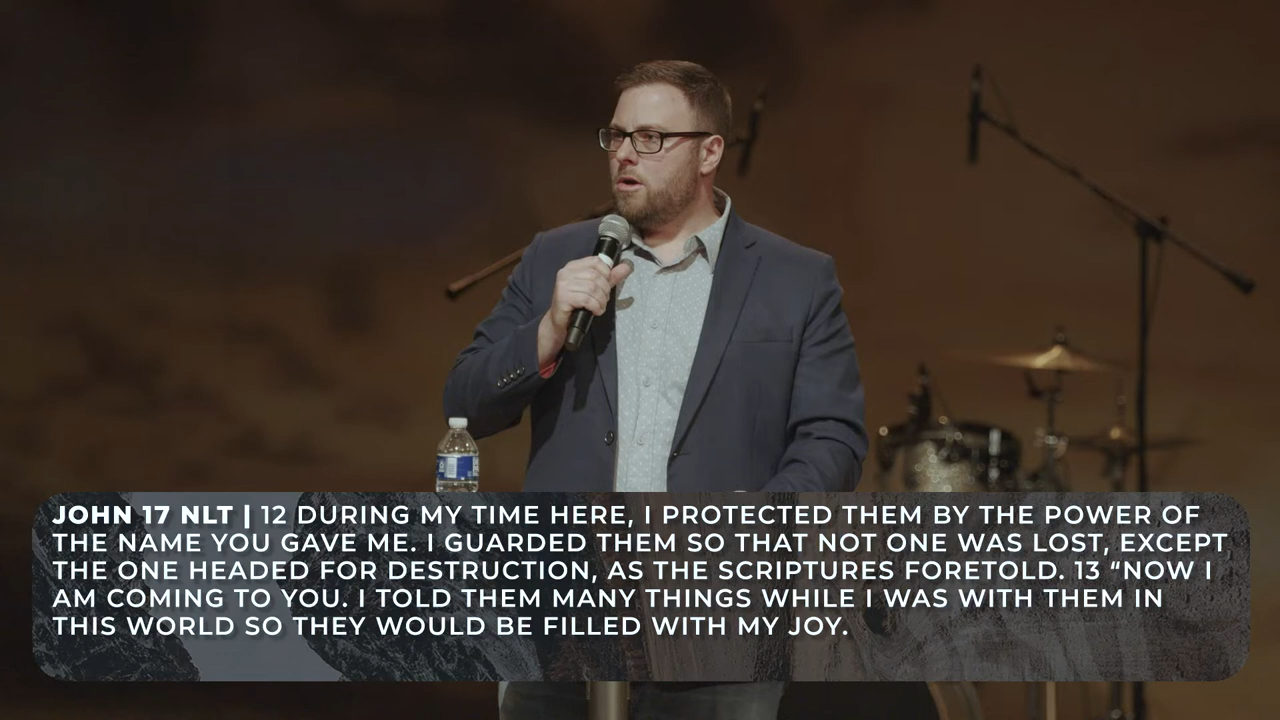 JOHN 17 NLT | 12 DURING MY TIME HERE, I PROTECTED THEM BY THE POWER OF
THE NAME YOU GAVE ME. I GUARDED THEM SO THAT NOT ONE WAS LOST, EXCEPT
THE ONE HEADED FOR DESTRUCTION, AS THE SCRIPTURES FORETOLD. 13 “NOW I
AM COMING TO YOU. I TOLD THEM MANY THINGS WHILE I WAS WITH THEM IN
THIS WORLD SO THEY WOULD BE FILLED WITH MY JOY.